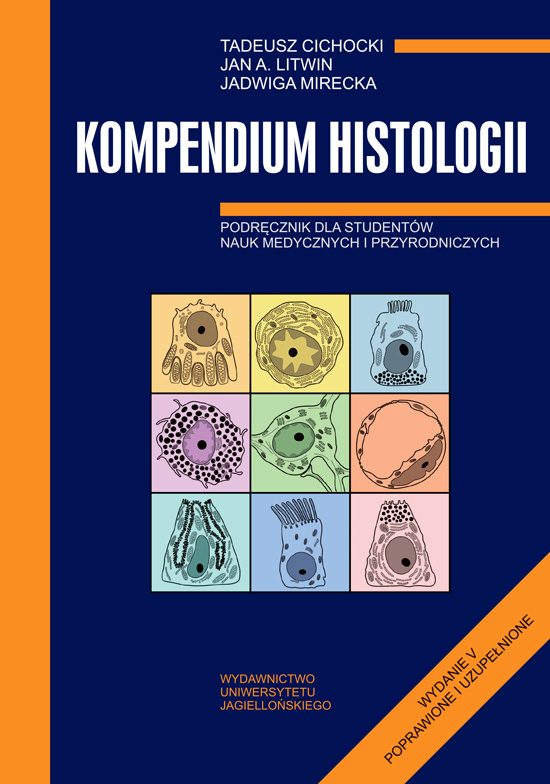 TADEUSZ CICHOCKI
JAN A. LITWIN
JADWIGA MIRECKA
KOMPENDIUM HISTOLOGII
PODRĘCZNIK DLA STUDENTÓW
NAUK MEDYCZNYCH I PRZYRODNICZYCH
WYDAWNICTWO
UNIWERSYTETU
JAGIELLOŃSKIEGO
WYDANIE V
POPRAWIONE I UZUPEŁNIONE